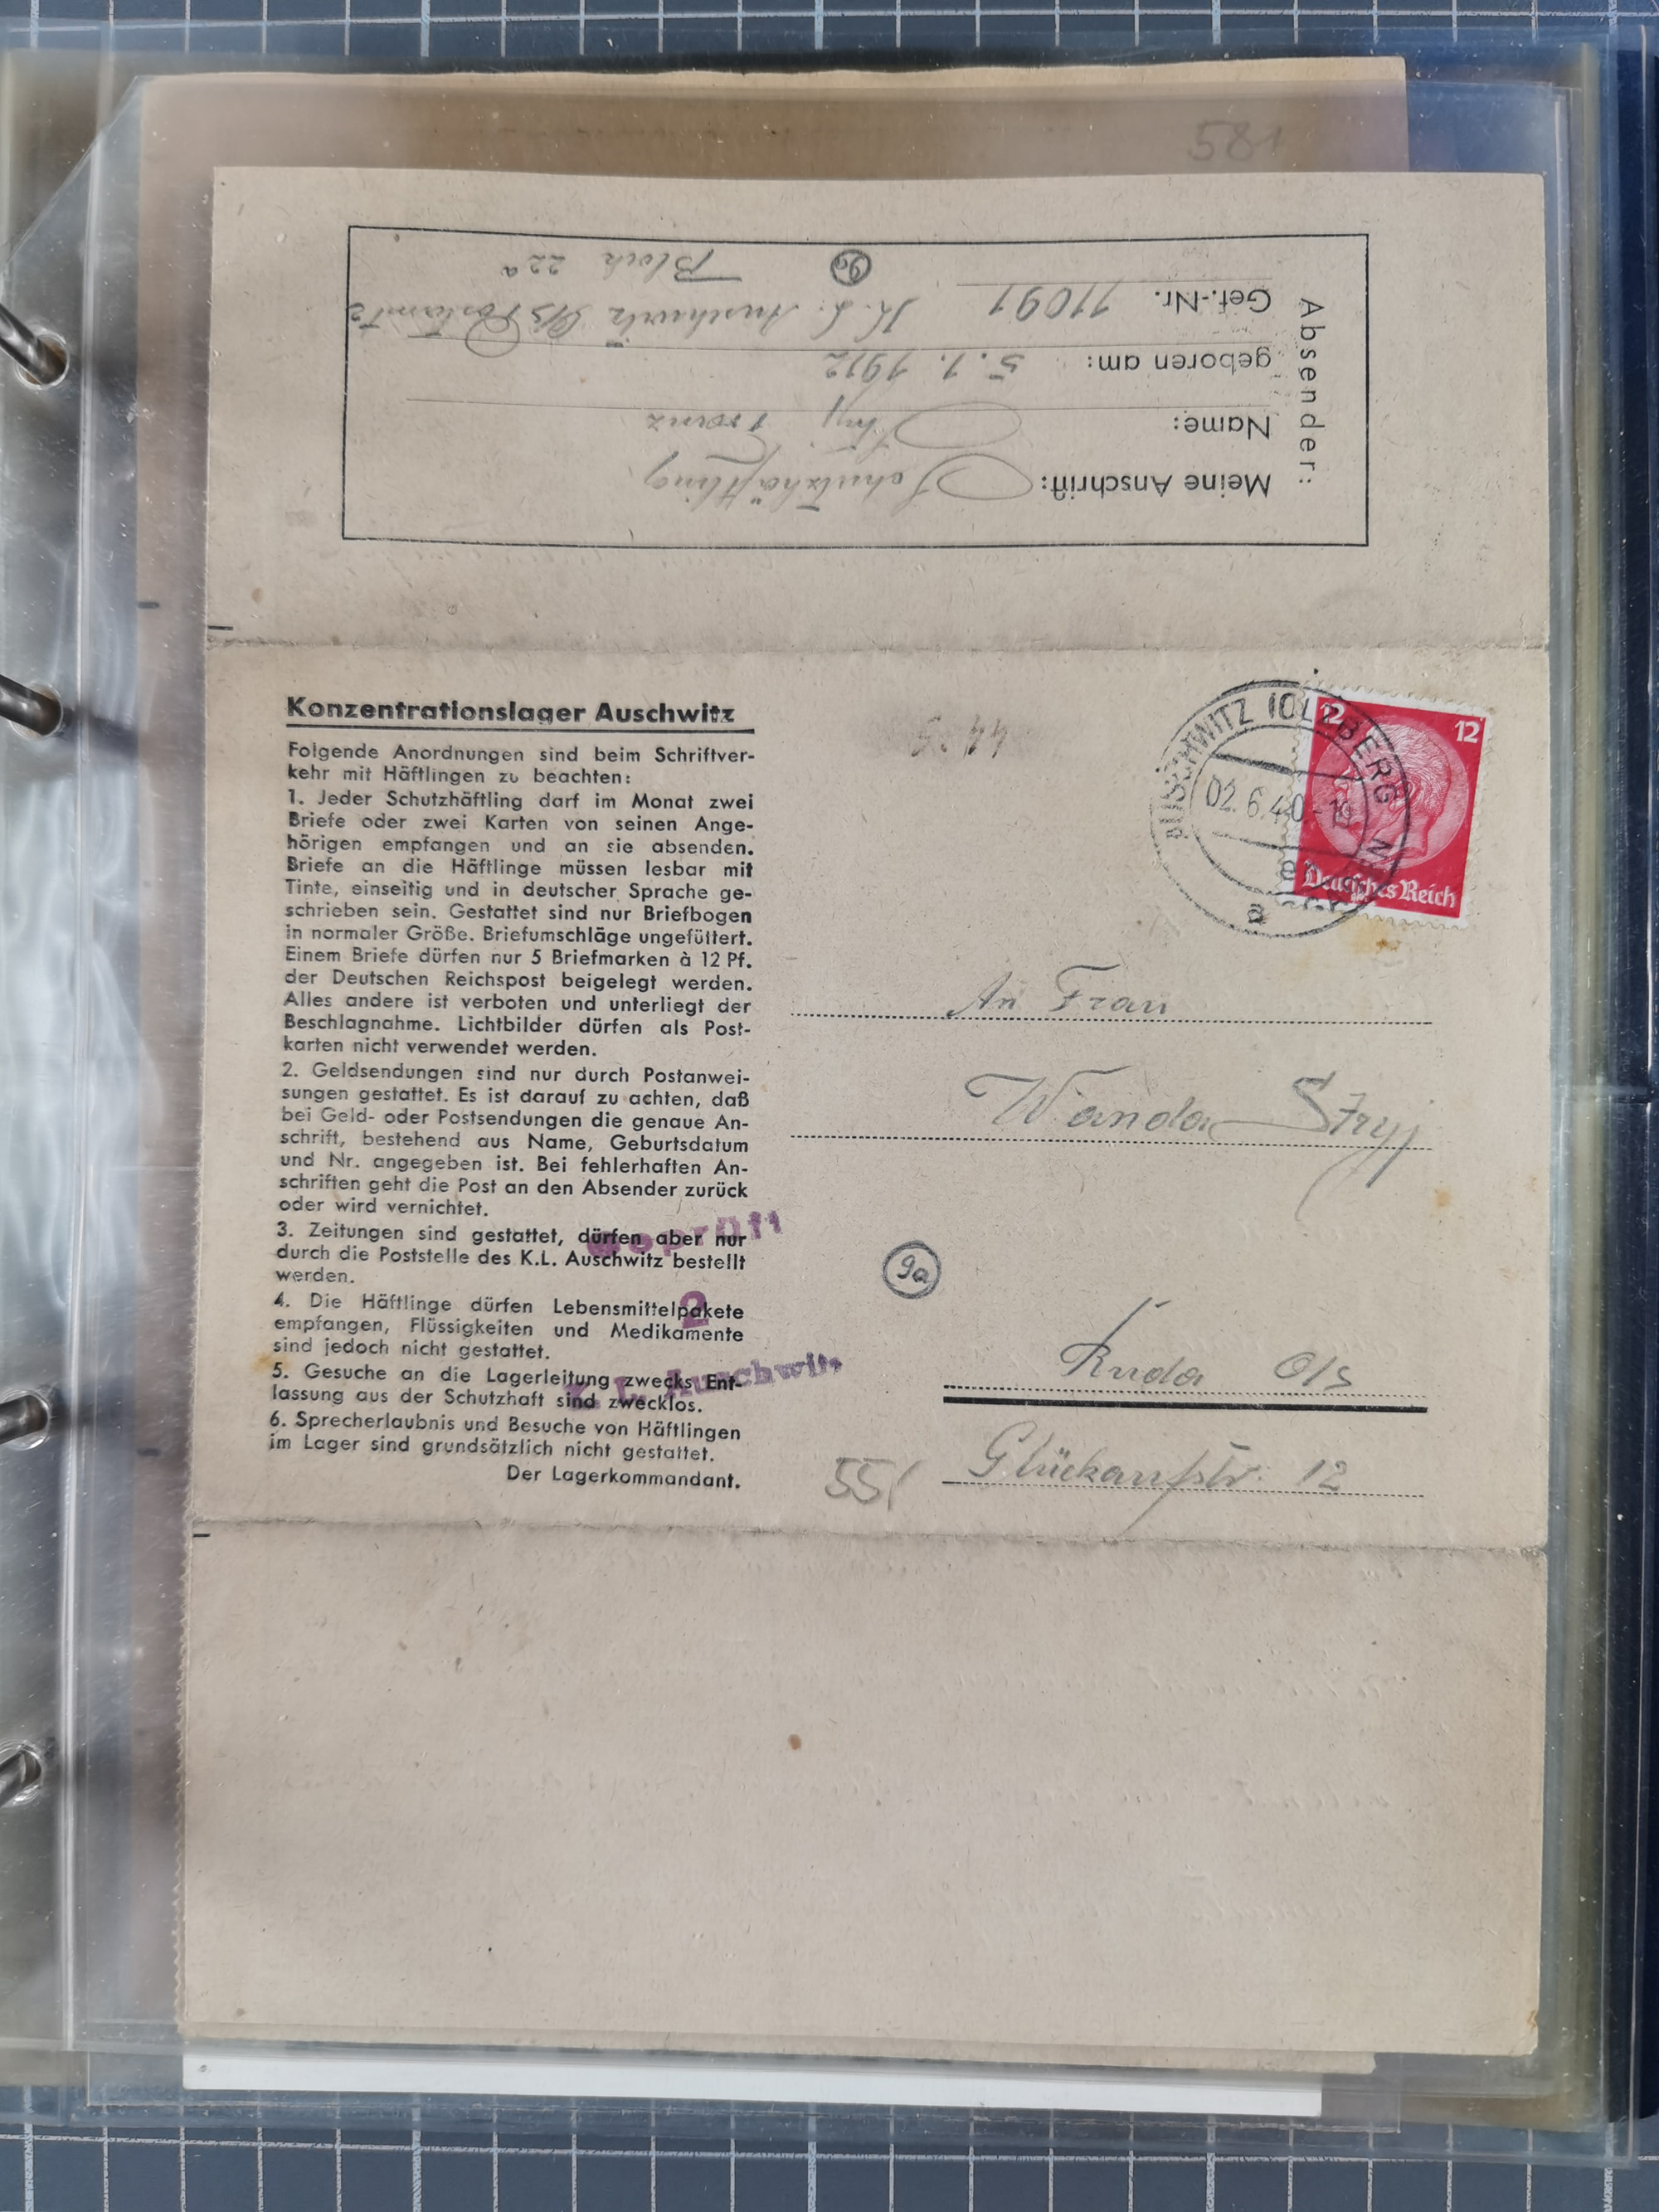 581
Absender:
Meine Anschrift: Schutzhäftling
Name: Stryj Franz
geboren am: 5. 1. 1912
Gef.-Nr. 11091 K. L. Auschwitz O/S Postamt 2
Block 22a
9a
Konzentrationslager Auschwitz
Folgende Anordnungen sind beim Schriftver-
kehr mit Häftlingen zu beachten:
1. Jeder Schutzhäftling darf im Monat zwei
Briefe oder zwei Karten von seinen Ange-
hörigen empfangen und an sie absenden.
Briefe an die Häftlinge müssen lesbar mit
Tinte, einseitig und in deutscher Sprache ge-
schrieben sein. Gestattet sind nur Briefbogen
in normaler Größe. Briefumschläge ungefüttert.
Einem Briefe dürfen nur 5 Briefmarken à 12 Pf.
der Deutschen Reichspost beigelegt werden.
Alles andere ist verboten und unterliegt der
Beschlagnahme. Lichtbilder dürfen als Post-
karten nicht verwendet werden.
2. Geldsendungen sind nur durch Postanwei-
sungen gestattet. Es ist darauf zu achten, daß
bei Geld- oder Postsendungen die genaue An-
schrift, bestehend aus Name, Geburtsdatum
und Nr. angegeben ist. Bei fehlerhaften An-
schriften geht die Post an den Absender zurück
oder wird vernichtet.
3. Zeitungen sind gestattet, dürfen aber nur
durch die Poststelle des K.L. Auschwitz bestellt
werden.
4. Die Häftlinge dürfen Lebensmittelpakete
empfangen, Flüssigkeiten und Medikamente
sind jedoch nicht gestattet.
5. Gesuche an die Lagerleitung zwecks Ent-
lassung aus der Schutzhaft sind zwecklos.
6. Sprecherlaubnis und Besuche von Häftlingen
im Lager sind grundsätzlich nicht gestattet.
Der Lagerkommandant.
Geprüft
2
K. L. Auschwitz
12 12
Deutsches Reich
AUSCHWITZ
02. 6. 4
a
An Frau
Wanda Stryj
9a
Ruda O/S
Glückaufstr. 12